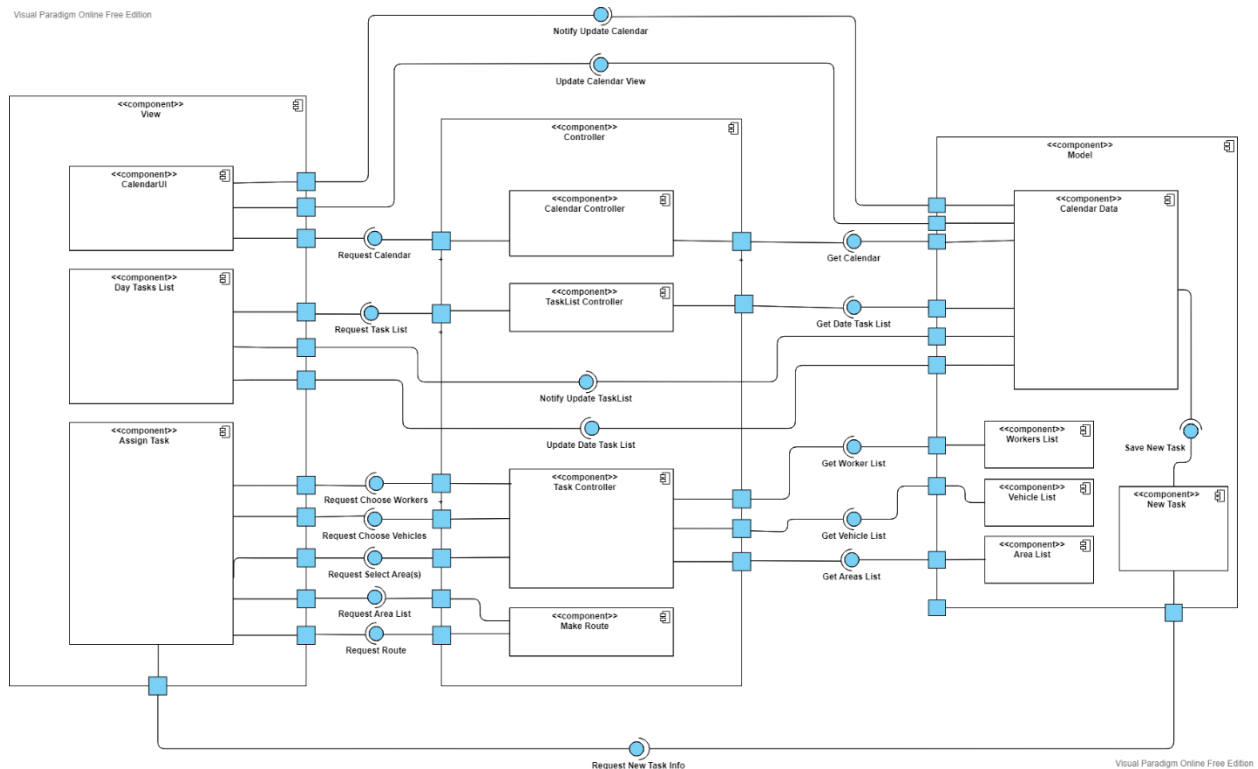 Visual Paradigm Online Free Edition
Notify Update Calendar
Update Calendar View
<<component>>
View
<<component>>
CalendarUI
<<component>>
Day Tasks List
<<component>>
Assign Task
Request Calendar
Request Task List
Request Choose Workers
Request Choose Vehicles
Request Select Area(s)
Request Area List
Request Route
<<component>>
Controller
<<component>>
Calendar Controller
<<component>>
TaskList Controller
Notify Update TaskList
Update Date Task List
<<component>>
Task Controller
<<component>>
Make Route
Get Calendar
Get Date Task List
Get Worker List
Get Vehicle List
Get Areas List
<<component>>
Model
<<component>>
Calendar Data
<<component>>
Workers List
<<component>>
Vehicle List
<<component>>
Area List
Save New Task
<<component>>
New Task
Request New Task Info
Visual Paradigm Online Free Edition